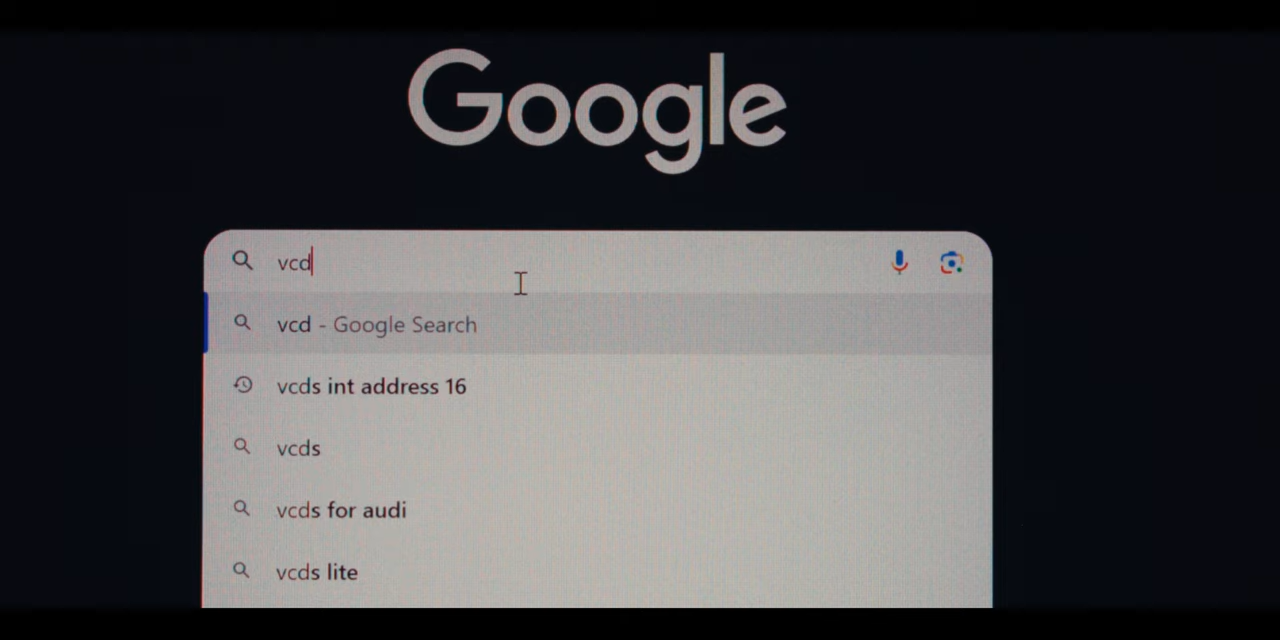 Google
vcd
vcd - Google Search
vcds int address 16
vcds
vcds for audi
vcds lite